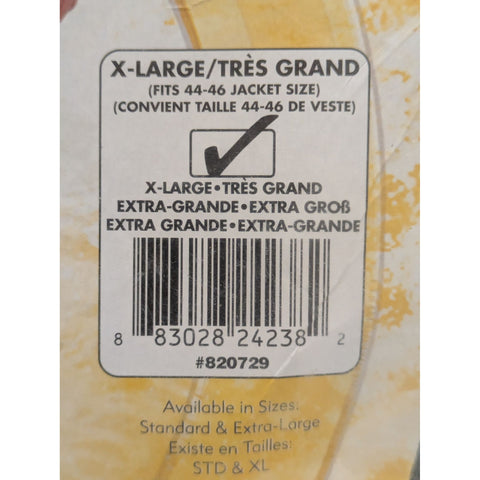 X-LARGE/TRÈS GRAND
(FITS 44-46 JACKET SIZE)
(CONVIENT TAILLE 44-46 DE VESTE)
X-LARGE•TRÈS GRAND
EXTRA-GRANDE•EXTRA GROß
EXTRA GRANDE•EXTRA-GRANDE
8 83028 24238 2
#820729
Available in Sizes:
Standard & Extra-Large
Existe en Tailles:
STD & XL